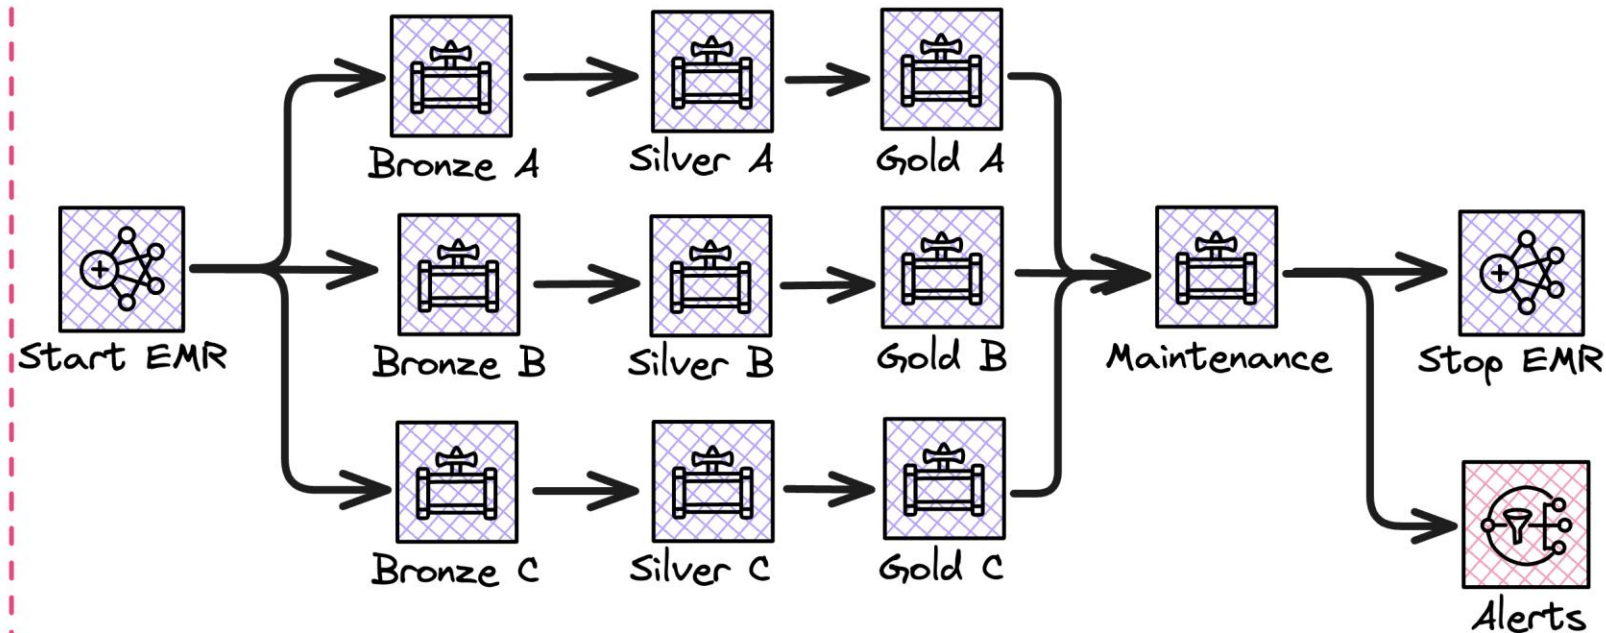 Bronze A
Silver A
Gold A
Start EMR
Bronze B
Silver B
Gold B
Maintenance
Stop EMR
Bronze C
Silver C
Gold C
Alerts